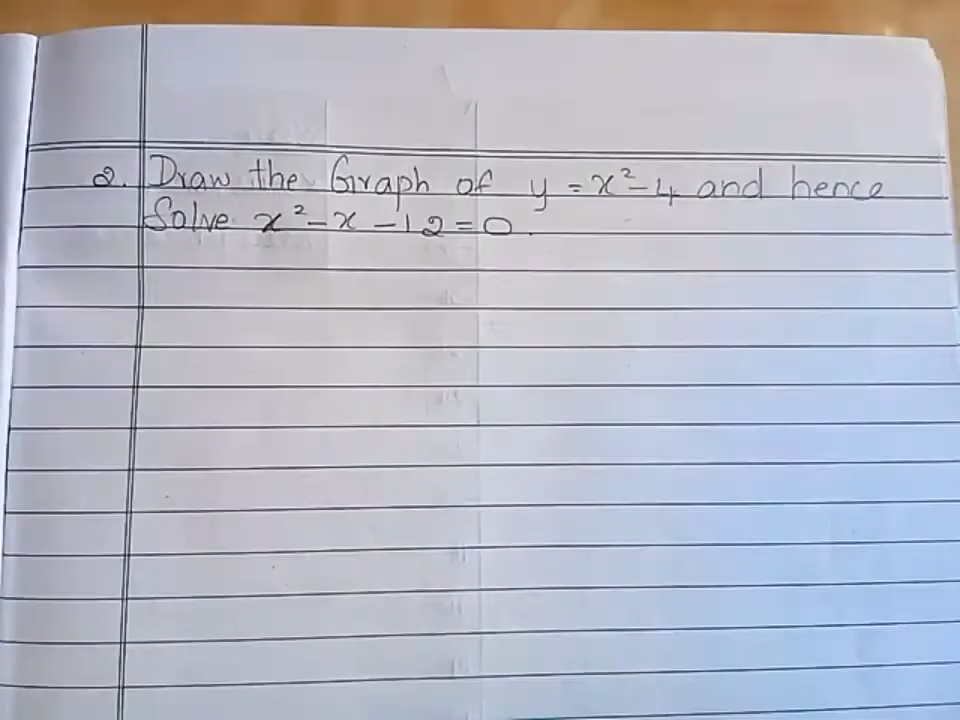 2. Draw the Graph of y = x² - 4 and hence
Solve x² - x - 12 = 0.